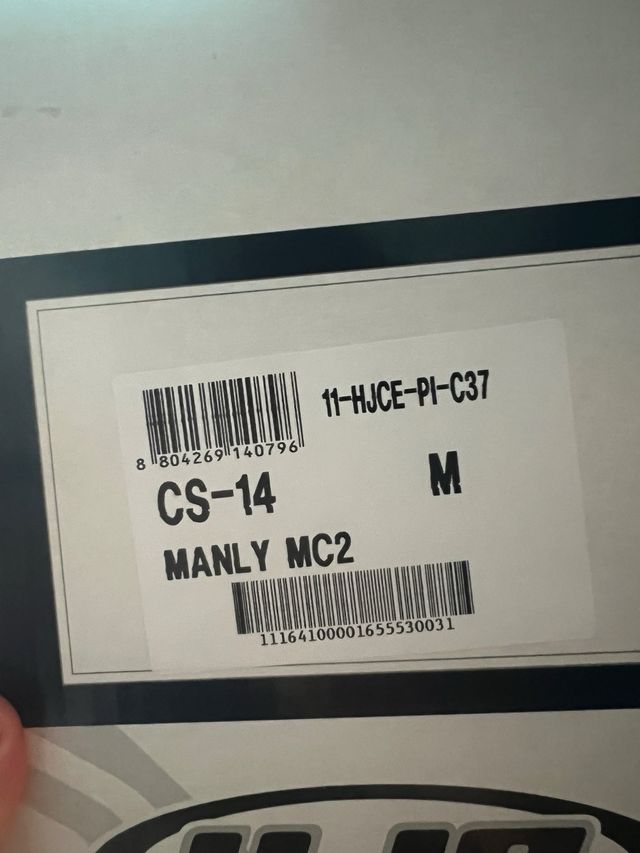 11-HJCE-PI-C37
8 804269 140796
CS-14 M
MANLY MC2
11164100001655530031